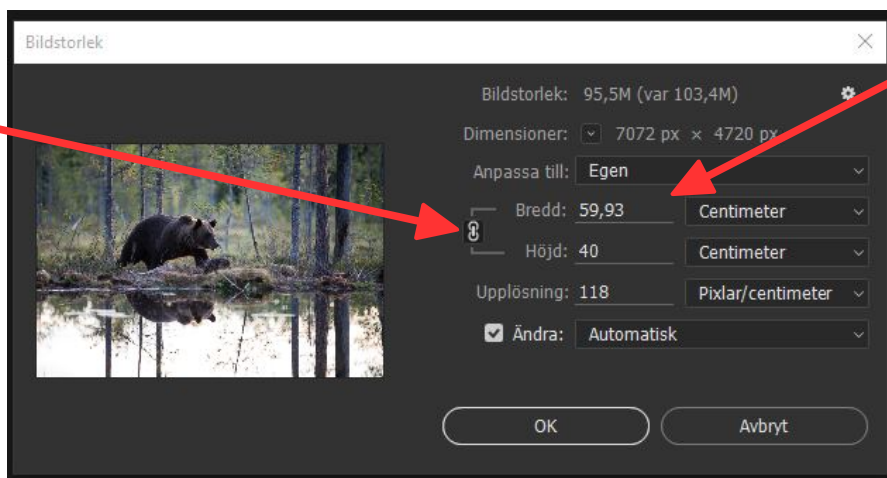 Bildstorlek
Bildstorlek: 95,5M (var 103,4M)
Dimensioner: 7072 px × 4720 px
Anpassa till: Egen
Bredd: 59,93 Centimeter
Höjd: 40 Centimeter
Upplösning: 118 Pixlar/centimeter
Ändra: Automatisk
OK Avbryt